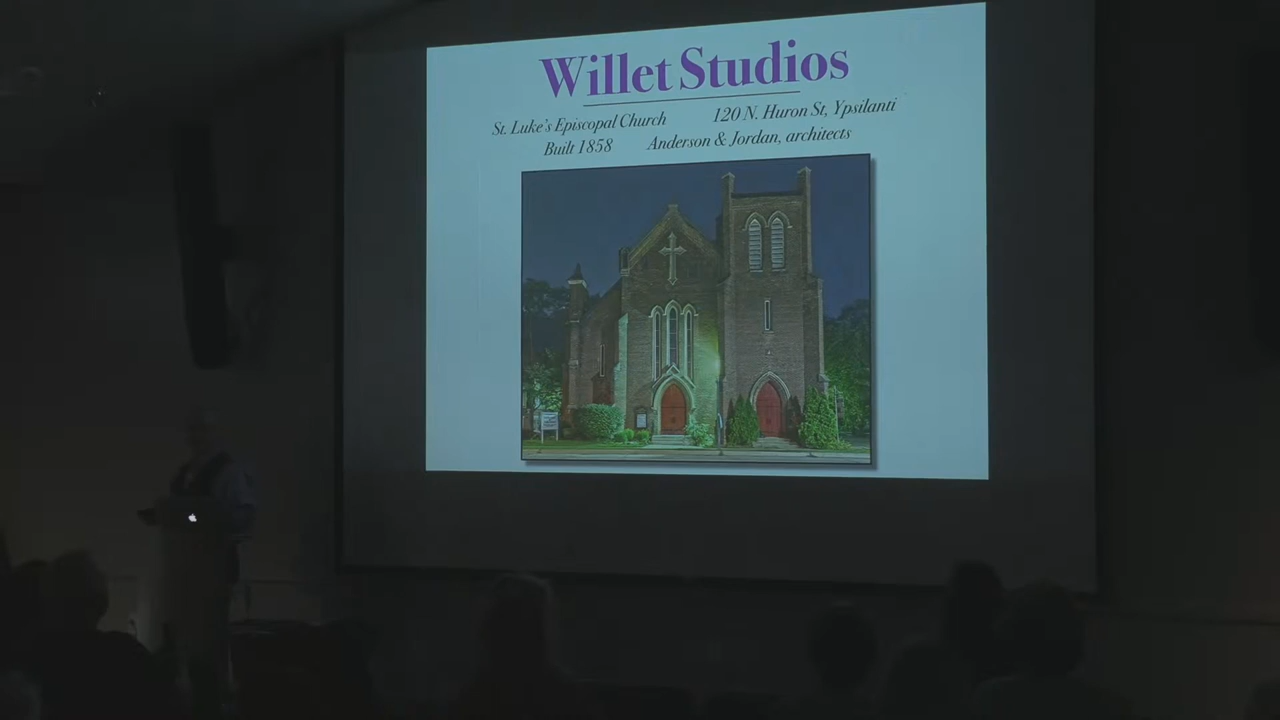 Willet Studios
St. Luke's Episcopal Church 120 N. Huron St, Ypsilanti
Built 1858 Anderson & Jordan, architects